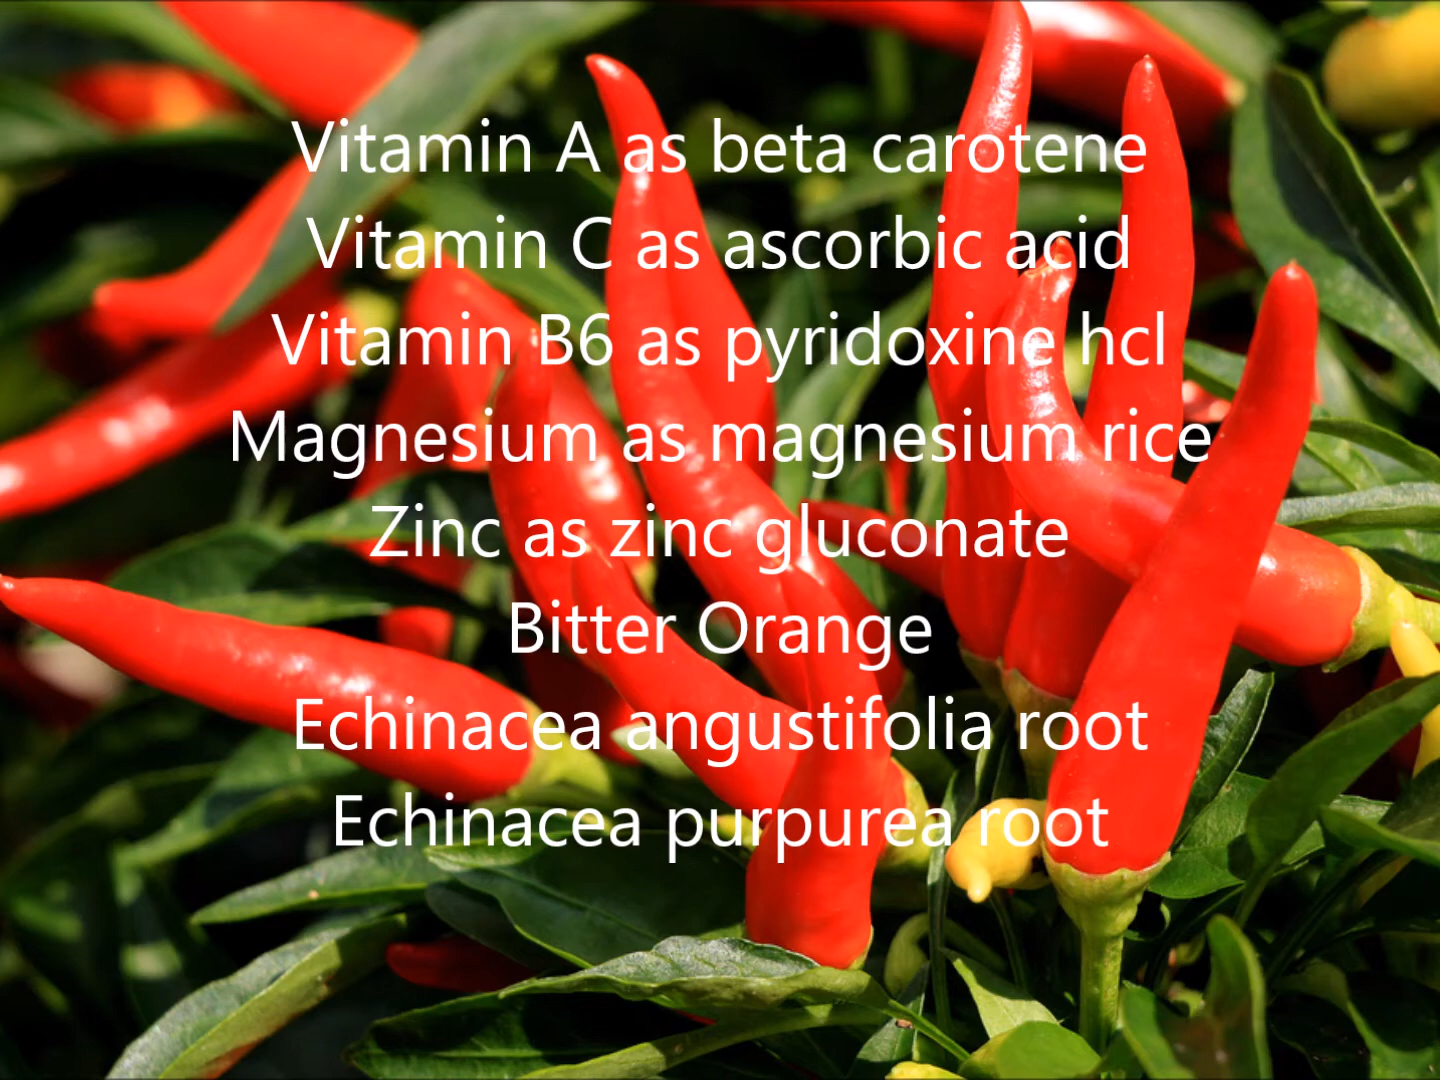 Vitamin A as beta carotene
Vitamin C as ascorbic acid
Vitamin B6 as pyridoxine hcl
Magnesium as magnesium rice
Zinc as zinc gluconate
Bitter Orange
Echinacea angustifolia root
Echinacea purpurea root